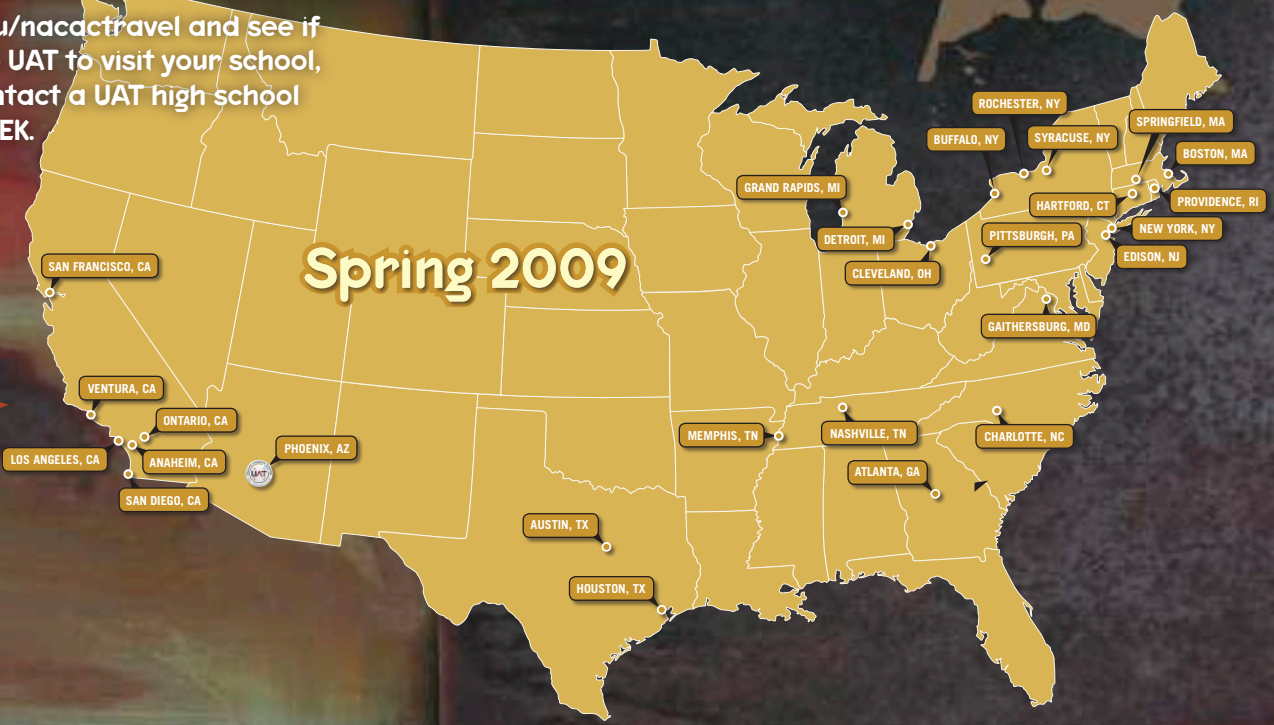 u/nacactravel and see if
UAT to visit your school,
ntact a UAT high school
EK.
Spring 2009
ROCHESTER, NY
BUFFALO, NY
SYRACUSE, NY
SPRINGFIELD, MA
BOSTON, MA
GRAND RAPIDS, MI
HARTFORD, CT
PROVIDENCE, RI
DETROIT, MI
PITTSBURGH, PA
NEW YORK, NY
EDISON, NJ
CLEVELAND, OH
SAN FRANCISCO, CA
GAITHERSBURG, MD
VENTURA, CA
ONTARIO, CA
LOS ANGELES, CA
ANAHEIM, CA
PHOENIX, AZ
UAT
SAN DIEGO, CA
MEMPHIS, TN
NASHVILLE, TN
CHARLOTTE, NC
ATLANTA, GA
AUSTIN, TX
HOUSTON, TX